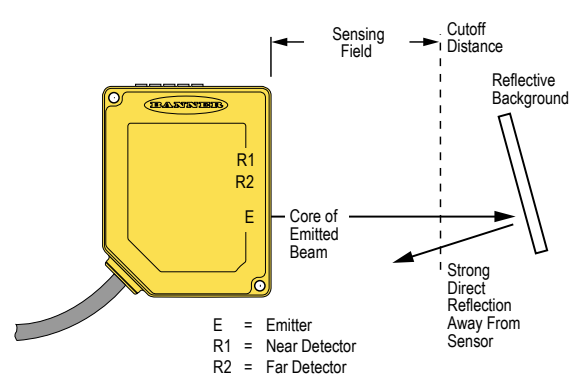 Sensing
Field
Cutoff
Distance
Reflective
Background
BANNER
R1
R2
E
Core of
Emitted
Beam
Strong
Direct
Reflection
Away From
Sensor
E = Emitter
R1 = Near Detector
R2 = Far Detector